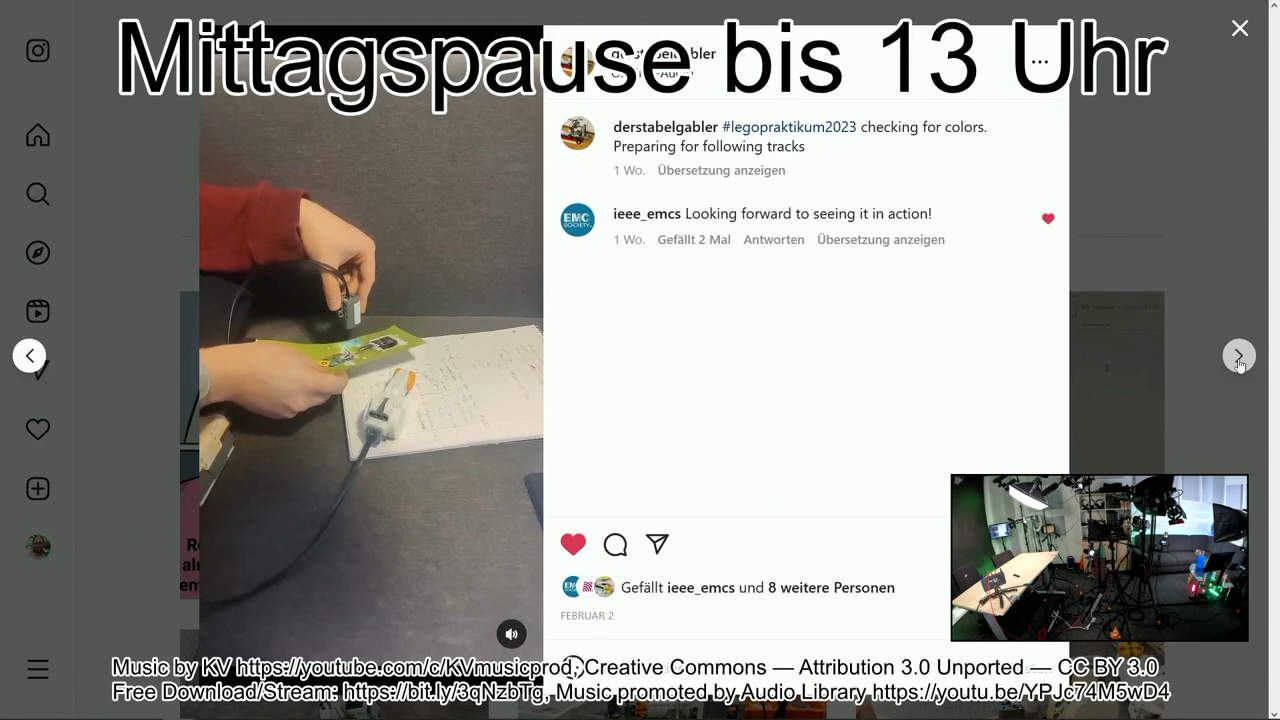 Mittagspause bis 13 Uhr
derstabelgabler
derstabelgabler #legopraktikum2023 checking for colors.
Preparing for following tracks
1 Wo. Übersetzung anzeigen
EMC
SOCIETY
ieee_emcs Looking forward to seeing it in action!
1 Wo. Gefällt 2 Mal Antworten Übersetzung anzeigen
Gefällt ieee_emcs und 8 weitere Personen
FEBRUAR 2
Music by KV https://youtube.com/c/KVmusicprod; Creative Commons — Attribution 3.0 Unported — CC BY 3.0
Free Download/Stream: https://bit.ly/3qNzbTg, Music promoted by Audio Library https://youtu.be/YPJc74M5wD4